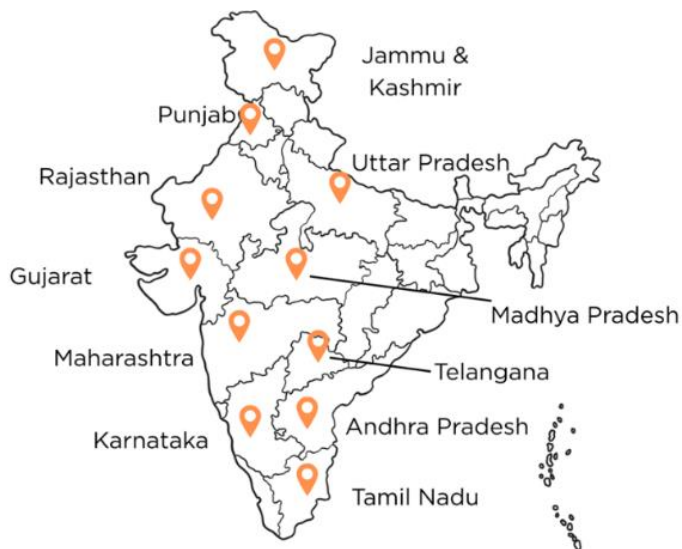 Jammu &
Kashmir
Punjab
Uttar Pradesh
Rajasthan
Gujarat
Madhya Pradesh
Maharashtra
Telangana
Andhra Pradesh
Karnataka
Tamil Nadu